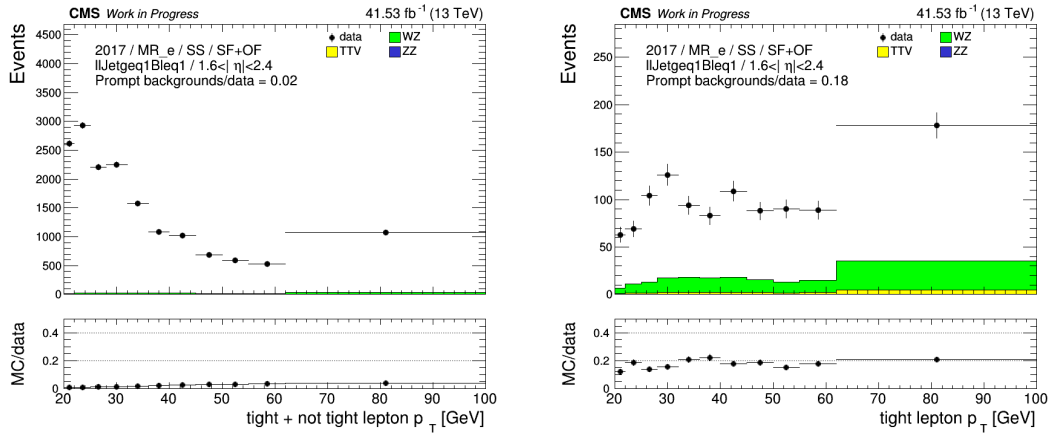 CMS Work in Progress 41.53 fb⁻¹ (13 TeV)
Events
4500
4000
3500
3000
2500
2000
1500
1000
500
0
2017 / MR_e / SS / SF+OF
llJetgeq1Bleq1 / 1.6<| η|<2.4
Prompt backgrounds/data = 0.02
data WZ
TTV ZZ
MC/data
0.4
0.2
0
20 30 40 50 60 70 80 90 100
tight + not tight lepton p_T [GeV]
CMS Work in Progress 41.53 fb⁻¹ (13 TeV)
Events
250
200
150
100
50
0
2017 / MR_e / SS / SF+OF
llJetgeq1Bleq1 / 1.6<| η|<2.4
Prompt backgrounds/data = 0.18
data WZ
TTV ZZ
MC/data
0.4
0.2
0
20 30 40 50 60 70 80 90 100
tight lepton p_T [GeV]